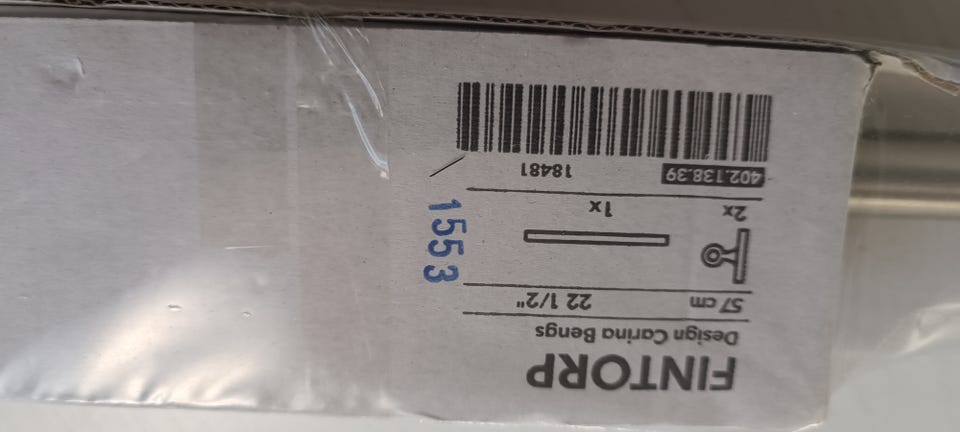 FINTORP
Design Carina Bengs
57 cm 22 1/2"
2x 1x
402.138.39 18481
1553